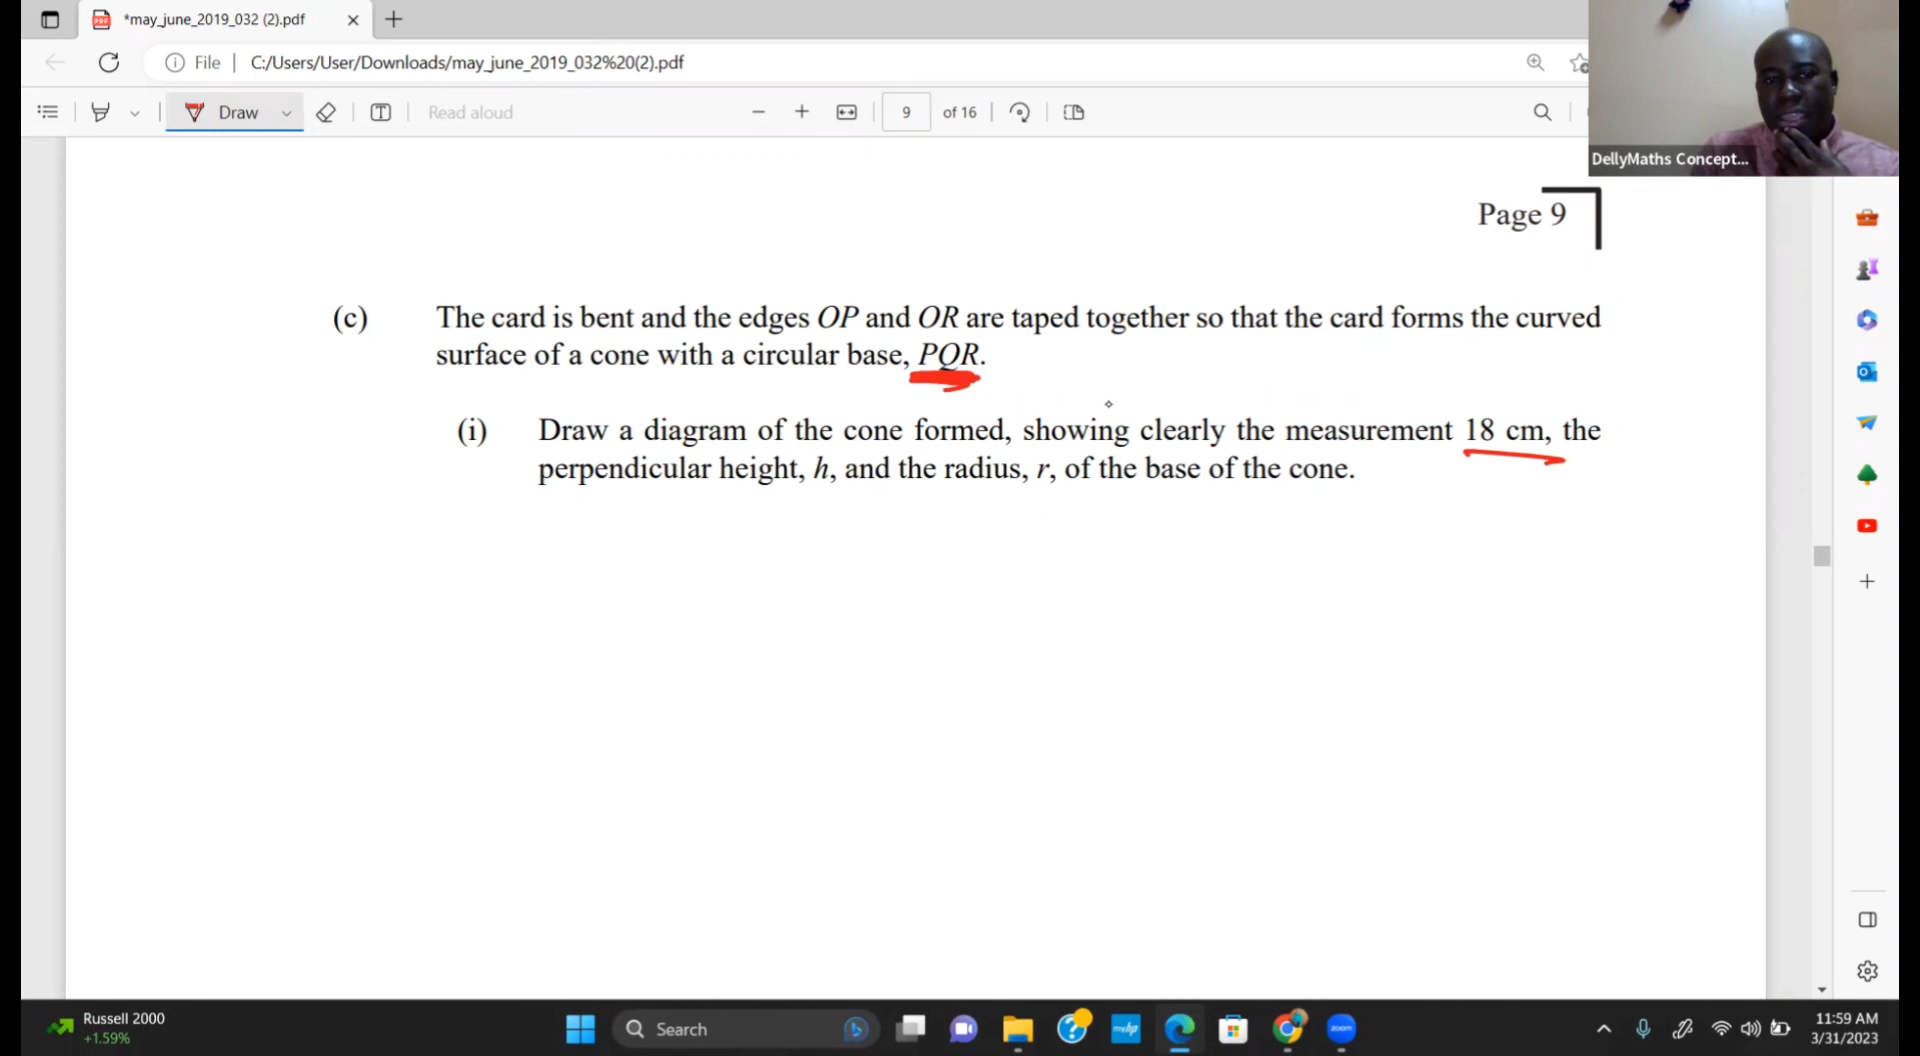 *may_june_2019_032 (2).pdf
File
C:/Users/User/Downloads/may_june_2019_032%20(2).pdf
Draw
Read aloud
9
of 16
DellyMaths Concept...
Page 9
(c) The card is bent and the edges OP and OR are taped together so that the card forms the curved
surface of a cone with a circular base, PQR.
(i) Draw a diagram of the cone formed, showing clearly the measurement 18 cm, the
perpendicular height, h, and the radius, r, of the base of the cone.
Russell 2000
+1.59%
Search
myhp
zoom
11:59 AM
3/31/2023